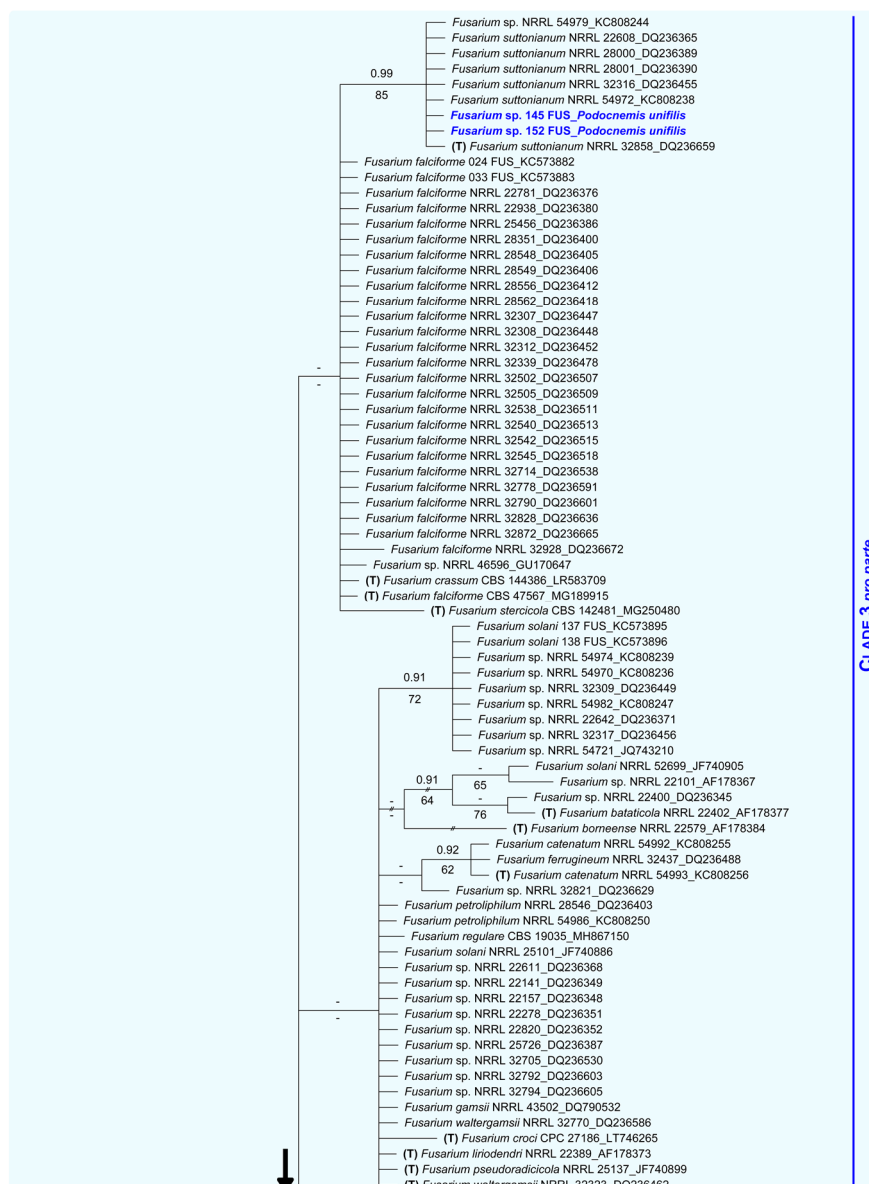 Fusarium sp. NRRL 54979_KC808244
Fusarium suttonianum NRRL 22608_DQ236365
Fusarium suttonianum NRRL 28000_DQ236389
Fusarium suttonianum NRRL 28001_DQ236390
0.99
Fusarium suttonianum NRRL 32316_DQ236455
85
Fusarium suttonianum NRRL 54972_KC808238
Fusarium sp. 145 FUS_Podocnemis unifilis
Fusarium sp. 152 FUS_Podocnemis unifilis
(T) Fusarium suttonianum NRRL 32858_DQ236659
Fusarium falciforme 024 FUS_KC573882
Fusarium falciforme 033 FUS_KC573883
Fusarium falciforme NRRL 22781_DQ236376
Fusarium falciforme NRRL 22938_DQ236380
Fusarium falciforme NRRL 25456_DQ236386
Fusarium falciforme NRRL 28351_DQ236400
Fusarium falciforme NRRL 28548_DQ236405
Fusarium falciforme NRRL 28549_DQ236406
Fusarium falciforme NRRL 28556_DQ236412
Fusarium falciforme NRRL 28562_DQ236418
Fusarium falciforme NRRL 32307_DQ236447
Fusarium falciforme NRRL 32308_DQ236448
Fusarium falciforme NRRL 32312_DQ236452
Fusarium falciforme NRRL 32339_DQ236478
-
Fusarium falciforme NRRL 32502_DQ236507
-
Fusarium falciforme NRRL 32505_DQ236509
Fusarium falciforme NRRL 32538_DQ236511
Fusarium falciforme NRRL 32540_DQ236513
Fusarium falciforme NRRL 32542_DQ236515
Fusarium falciforme NRRL 32545_DQ236518
Fusarium falciforme NRRL 32714_DQ236538
Fusarium falciforme NRRL 32778_DQ236591
Fusarium falciforme NRRL 32790_DQ236601
Fusarium falciforme NRRL 32828_DQ236636
Fusarium falciforme NRRL 32872_DQ236665
Fusarium falciforme NRRL 32928_DQ236672
Fusarium sp. NRRL 46596_GU170647
(T) Fusarium crassum CBS 144386_LR583709
(T) Fusarium falciforme CBS 47567_MG189915
(T) Fusarium stercicola CBS 142481_MG250480
CLADE 3 pro parte
Fusarium solani 137 FUS_KC573895
Fusarium solani 138 FUS_KC573896
Fusarium sp. NRRL 54974_KC808239
Fusarium sp. NRRL 54970_KC808236
0.91
Fusarium sp. NRRL 32309_DQ236449
72
Fusarium sp. NRRL 54982_KC808247
Fusarium sp. NRRL 22642_DQ236371
Fusarium sp. NRRL 32317_DQ236456
Fusarium sp. NRRL 54721_JQ743210
Fusarium solani NRRL 52699_JF740905
-
65
0.91
Fusarium sp. NRRL 22101_AF178367
64
Fusarium sp. NRRL 22400_DQ236345
-
76
-
-
(T) Fusarium bataticola NRRL 22402_AF178377
(T) Fusarium borneense NRRL 22579_AF178384
Fusarium catenatum NRRL 54992_KC808255
0.92
Fusarium ferrugineum NRRL 32437_DQ236488
62
-
-
(T) Fusarium catenatum NRRL 54993_KC808256
Fusarium sp. NRRL 32821_DQ236629
Fusarium petroliphilum NRRL 28546_DQ236403
Fusarium petroliphilum NRRL 54986_KC808250
Fusarium regulare CBS 19035_MH867150
Fusarium solani NRRL 25101_JF740886
Fusarium sp. NRRL 22611_DQ236368
Fusarium sp. NRRL 22141_DQ236349
Fusarium sp. NRRL 22157_DQ236348
-
Fusarium sp. NRRL 22278_DQ236351
-
Fusarium sp. NRRL 22820_DQ236352
Fusarium sp. NRRL 25726_DQ236387
Fusarium sp. NRRL 32705_DQ236530
Fusarium sp. NRRL 32792_DQ236603
Fusarium sp. NRRL 32794_DQ236605
Fusarium gamsii NRRL 43502_DQ790532
Fusarium waltergamsii NRRL 32770_DQ236586
(T) Fusarium croci CPC 27186_LT746265
(T) Fusarium liriodendri NRRL 22389_AF178373
(T) Fusarium pseudoradicicola NRRL 25137_JF740899
(T) Fusarium waltergamsii NRRL 32323_DQ236462